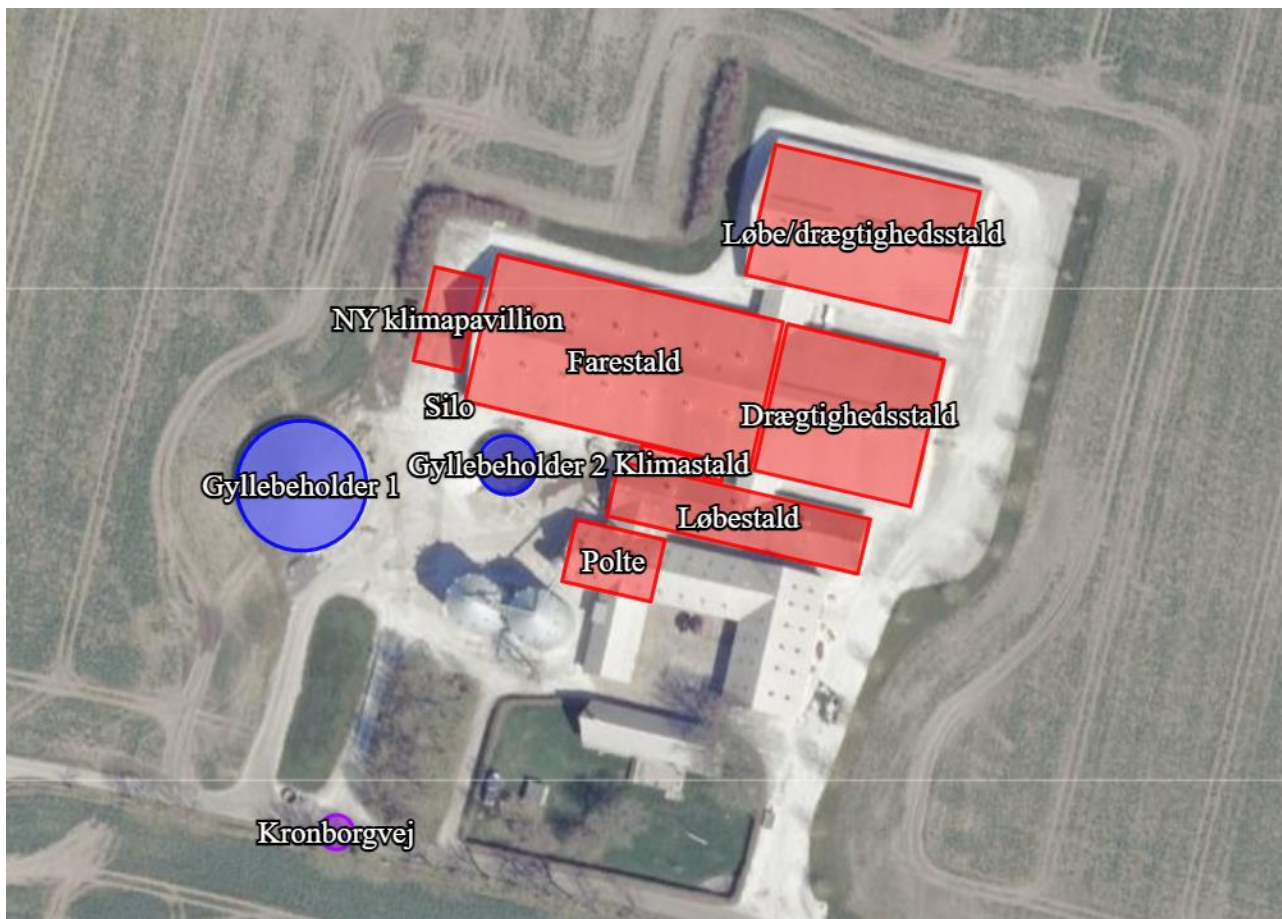 Løbe/drægtighedsstald
NY klimapavillion
Farestald
Silo
Drægtighedsstald
Gyllebeholder 1
Gyllebeholder 2
Klimastald
Løbestald
Polte
Kronborgvej